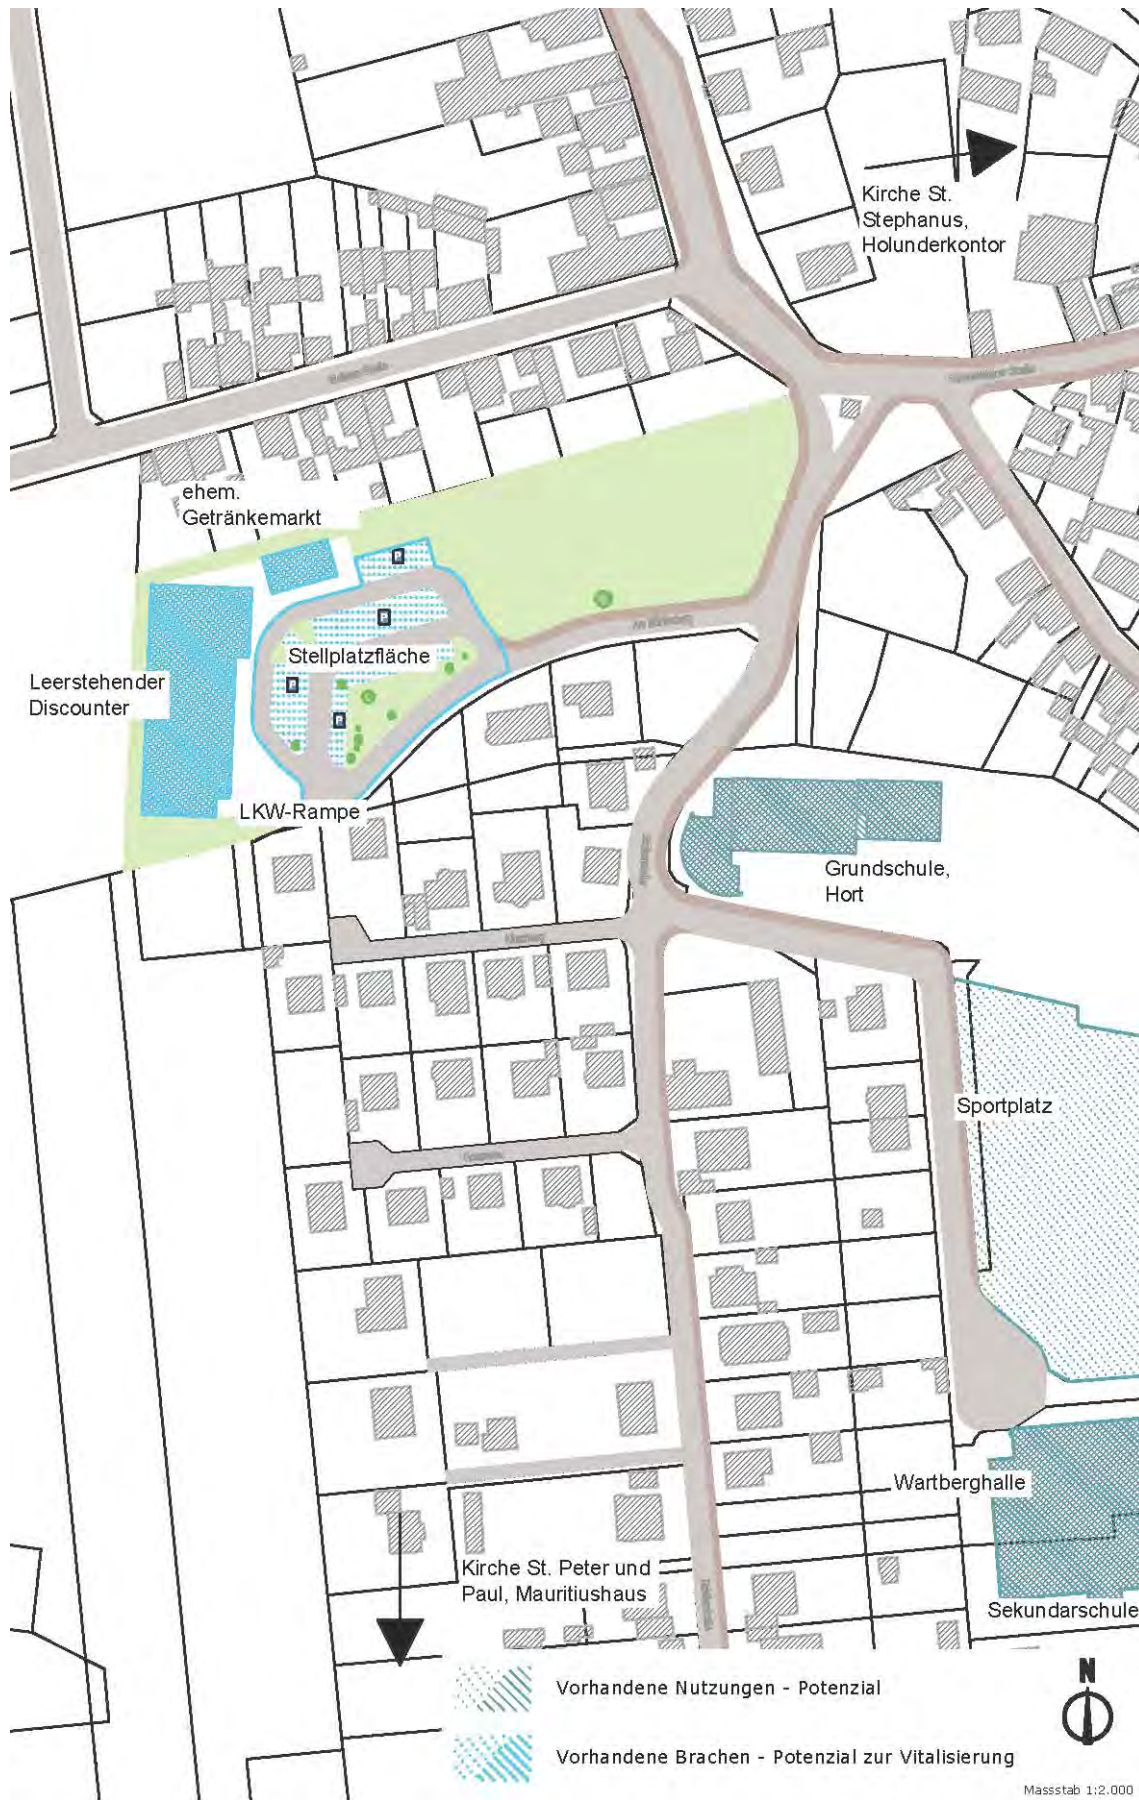 Kirche St.
Stephanus,
Holunderkontor
ehem.
Getränkemarkt
P
P
Stellplatzfläche
P
P
Leerstehender
Discounter
LKW-Rampe
Grundschule,
Hort
Sportplatz
Wartberghalle
Kirche St. Peter und
Paul, Mauritiushaus
Sekundarschule
Vorhandene Nutzungen - Potenzial
Vorhandene Brachen - Potenzial zur Vitalisierung
N
Massstab 1:2.000